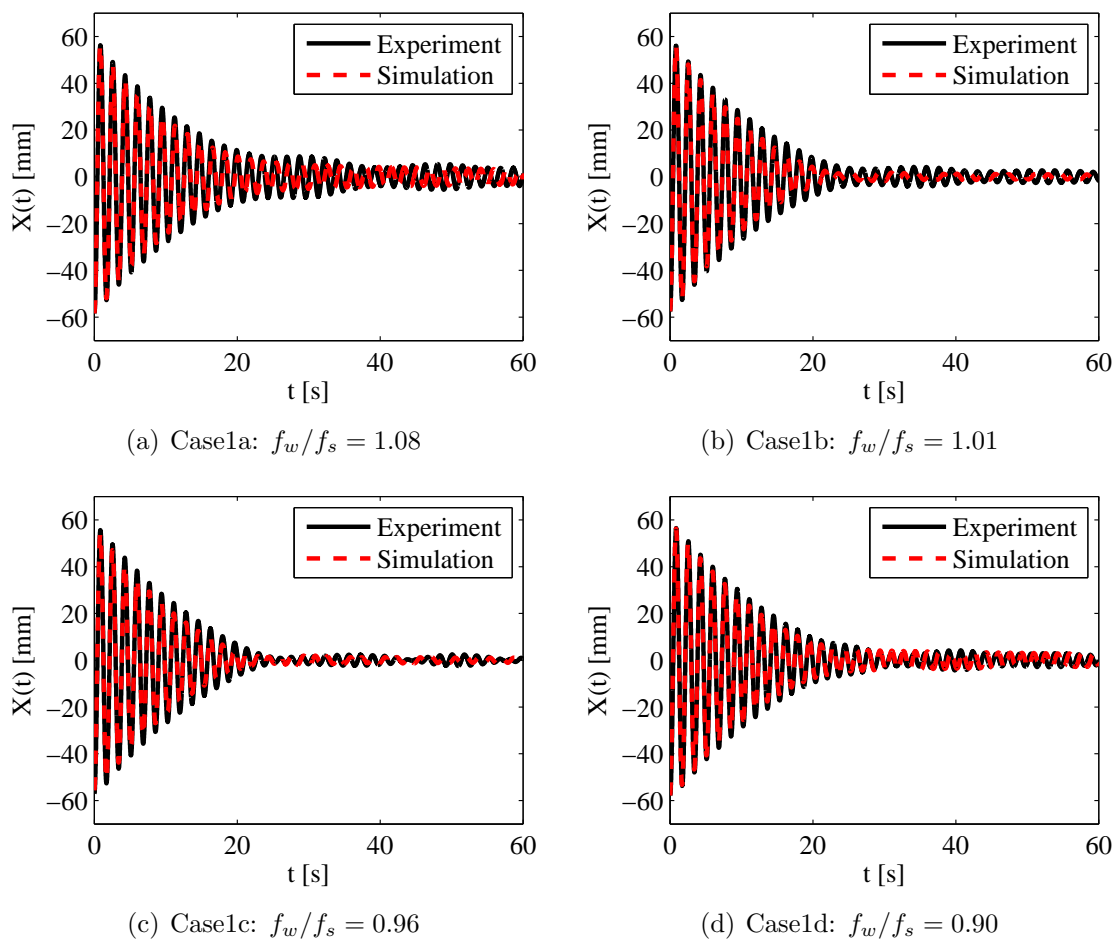 60
40
20
0
−20
−40
−60
X(t) [mm]
Experiment
Simulation
0 20 40 60
t [s]
(a) Case1a: f_w/f_s = 1.08
60
40
20
0
−20
−40
−60
X(t) [mm]
Experiment
Simulation
0 20 40 60
t [s]
(b) Case1b: f_w/f_s = 1.01
60
40
20
0
−20
−40
−60
X(t) [mm]
Experiment
Simulation
0 20 40 60
t [s]
(c) Case1c: f_w/f_s = 0.96
60
40
20
0
−20
−40
−60
X(t) [mm]
Experiment
Simulation
0 20 40 60
t [s]
(d) Case1d: f_w/f_s = 0.90